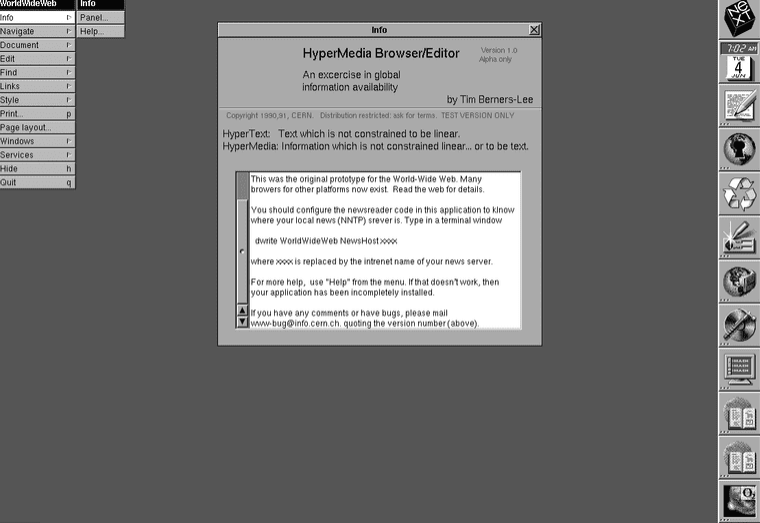 WorldWideWeb
Info
Info
Panel...
Navigate
Help...
Document
Edit
Find
Links
Style
Print... p
Page layout...
Windows
Services
Hide h
Quit q
Info
HyperMedia Browser/Editor
Version 1.0
Alpha only
An excercise in global
information availability
by Tim Berners-Lee
Copyright 1990,91, CERN. Distribution restricted: ask for terms. TEST VERSION ONLY
HyperText: Text which is not constrained to be linear.
HyperMedia: Information which is not constrained linear... or to be text.
This was the original prototype for the World-Wide Web. Many
browers for other platforms now exist. Read the web for details.
You should configure the newsreader code in this application to klnow
where your local news (NNTP) srever is. Type in a terminal window
dwrite WorldWideWeb NewsHost xxxx
where xxxx is replaced by the intrenet name of your news server.
For more help, use "Help" from the menu. If that doesn't work, then
your application has been incompletely installed.
If you have any comments or have bugs, please mail
www-bug@info.cern.ch. quoting the version number (above).
NeXT
7:02 AM
TUE
4
JUN